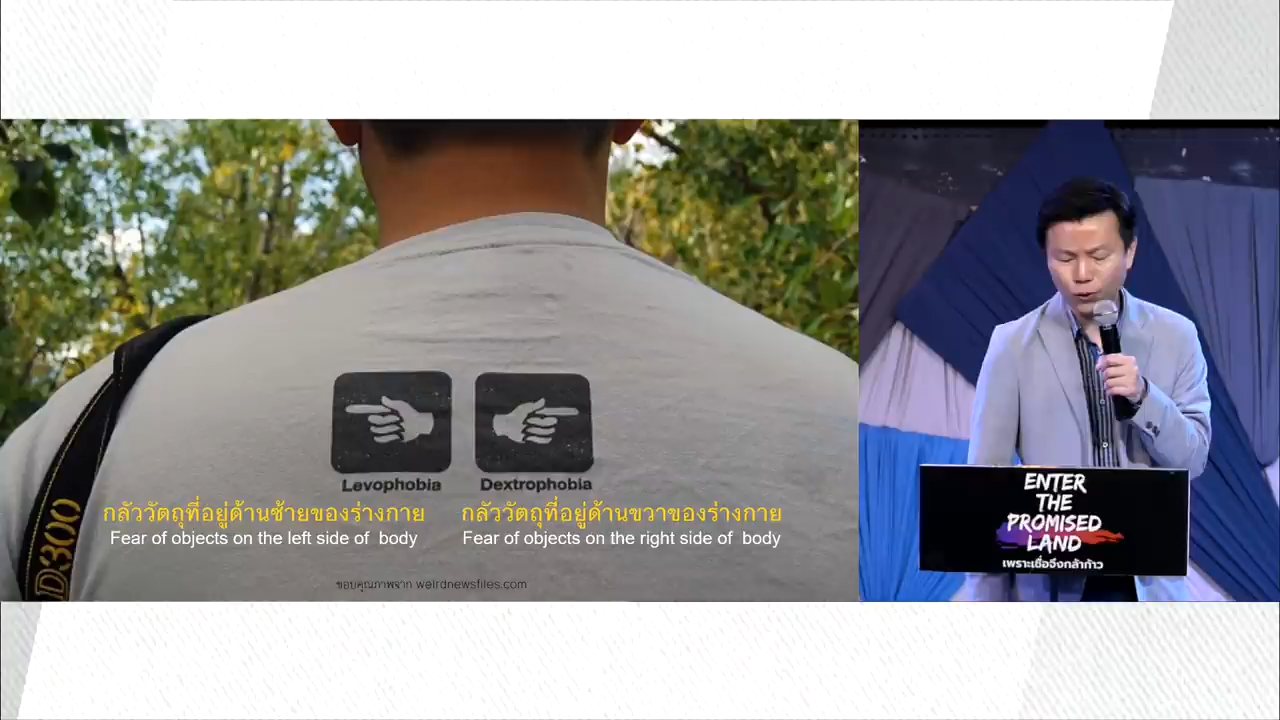 Levophobia
Dextrophobia
กลัววัตถุที่อยู่ด้านซ้ายของร่างกาย
กลัววัตถุที่อยู่ด้านขวาของร่างกาย
Fear of objects on the left side of body
Fear of objects on the right side of body
ขอบคุณภาพจาก weirdnewsfiles.com
D300
ENTER
THE
PROMISED
LAND
เพราะเชื่อจึงกล้าก้าว